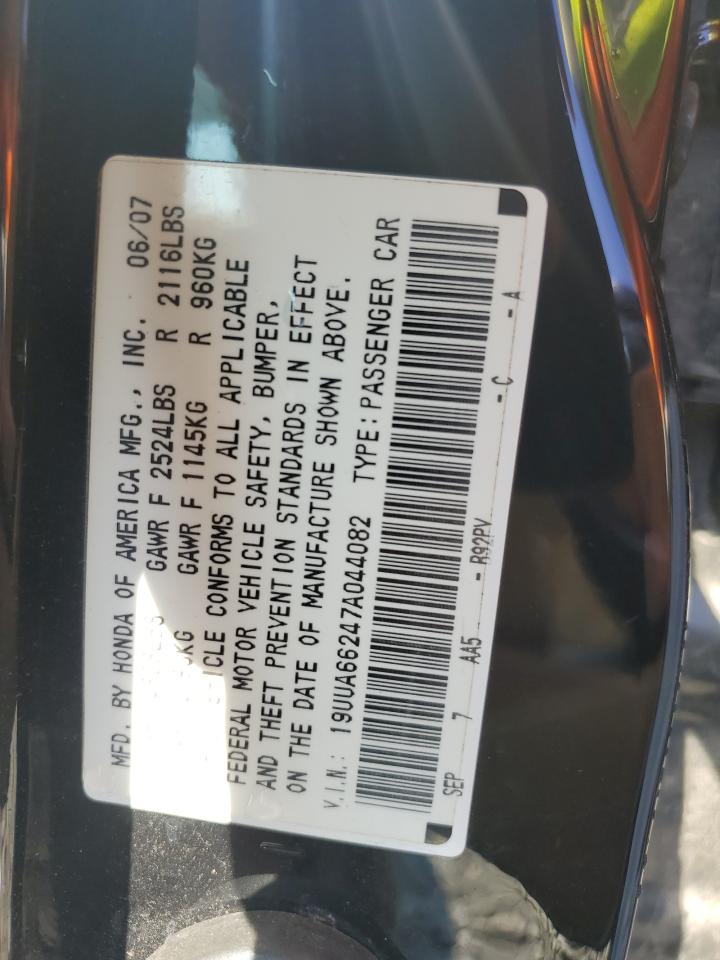 MFD. BY HONDA OF AMERICA MFG., INC. 06/07
GAWR F 2524LBS R 2116LBS
KG GAWR F 1145KG R 960KG
CONFORMS TO ALL APPLICABLE
FEDERAL MOTOR VEHICLE SAFETY, BUMPER,
AND THEFT PREVENTION STANDARDS IN EFFECT
ON THE DATE OF MANUFACTURE SHOWN ABOVE.
V.I.N.: 19UUA66247A044082 TYPE: PASSENGER CAR
SEP 7 AA5 - R92PV - C - A